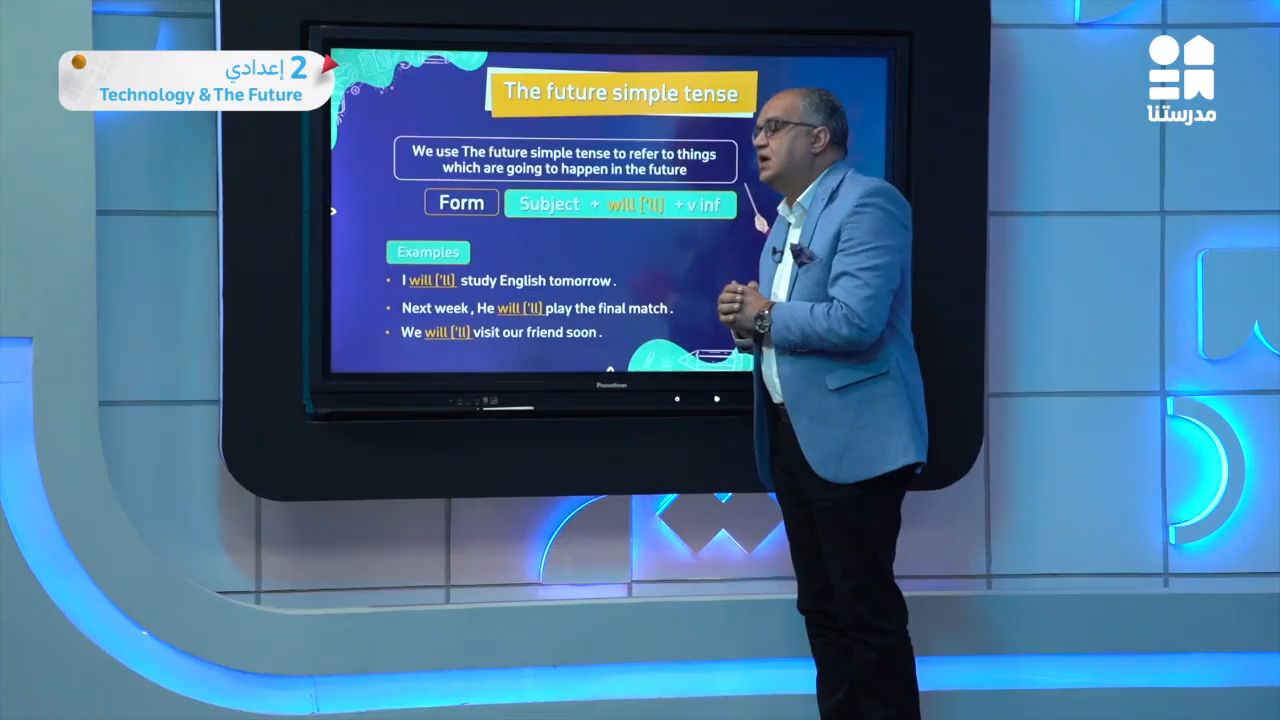 2 إعدادي
Technology & The Future
مدرستنا
The future simple tense
We use The future simple tense to refer to things
which are going to happen in the future
Form
Subject + will ['ll] + v inf
Examples
• I will ['ll] study English tomorrow .
• Next week , He will ['ll] play the final match .
• We will ['ll] visit our friend soon .
Promethean